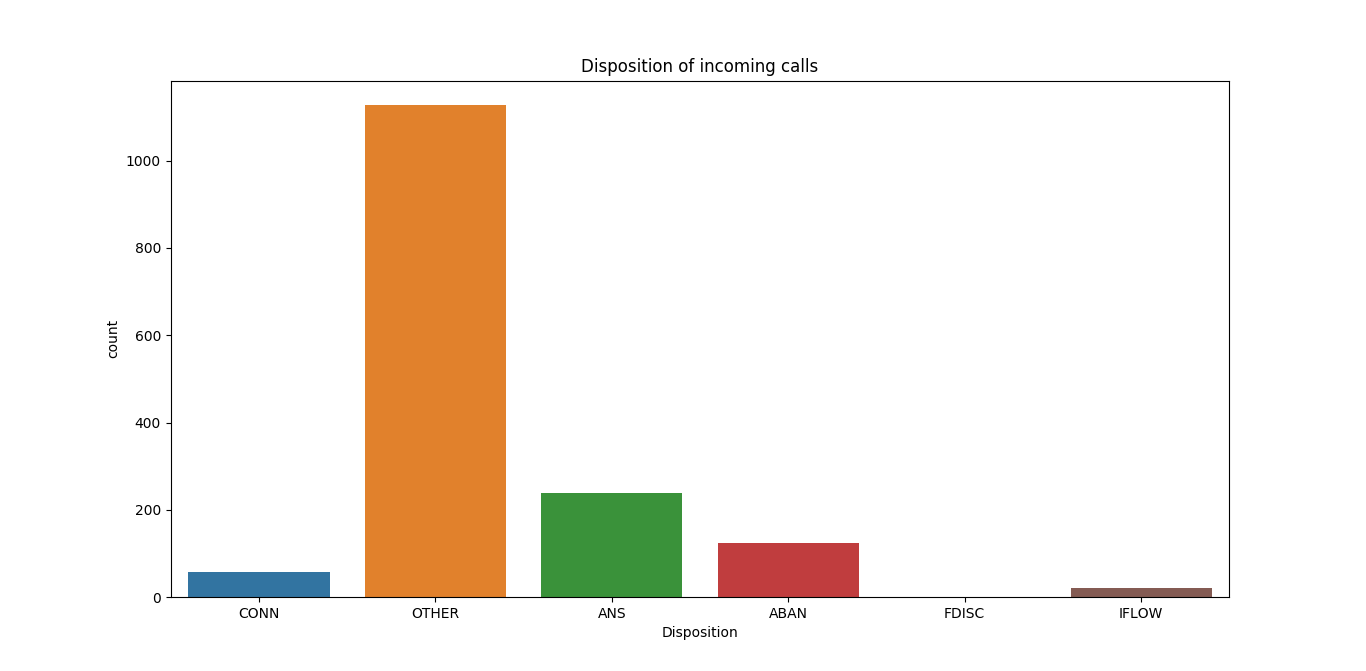 Disposition of incoming calls
1000
800
600
400
200
0
count
CONN OTHER ANS ABAN FDISC IFLOW
Disposition